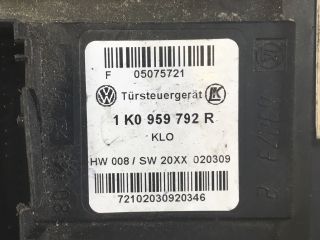 F 05075721
Türsteuergerät
1 K0 959 792 R
KLO
HW 008 / SW 20XX 020309
72102030920346